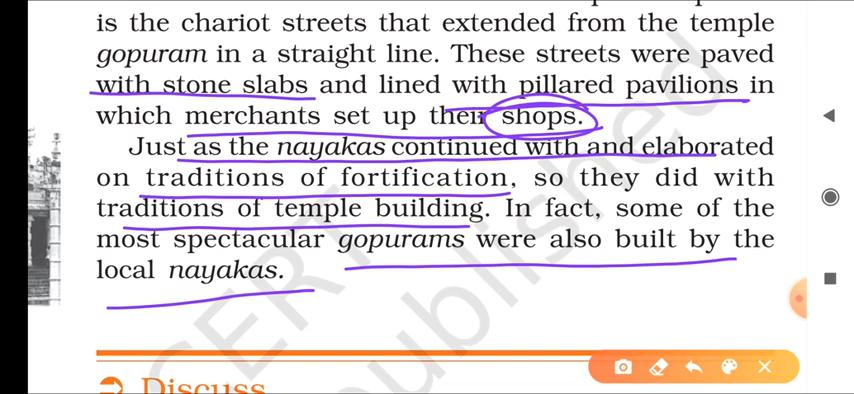 is the chariot streets that extended from the temple
gopuram in a straight line. These streets were paved
with stone slabs and lined with pillared pavilions in
which merchants set up their shops.
Just as the nayakas continued with and elaborated
on traditions of fortification, so they did with
traditions of temple building. In fact, some of the
most spectacular gopurams were also built by the
local nayakas.
Discuss